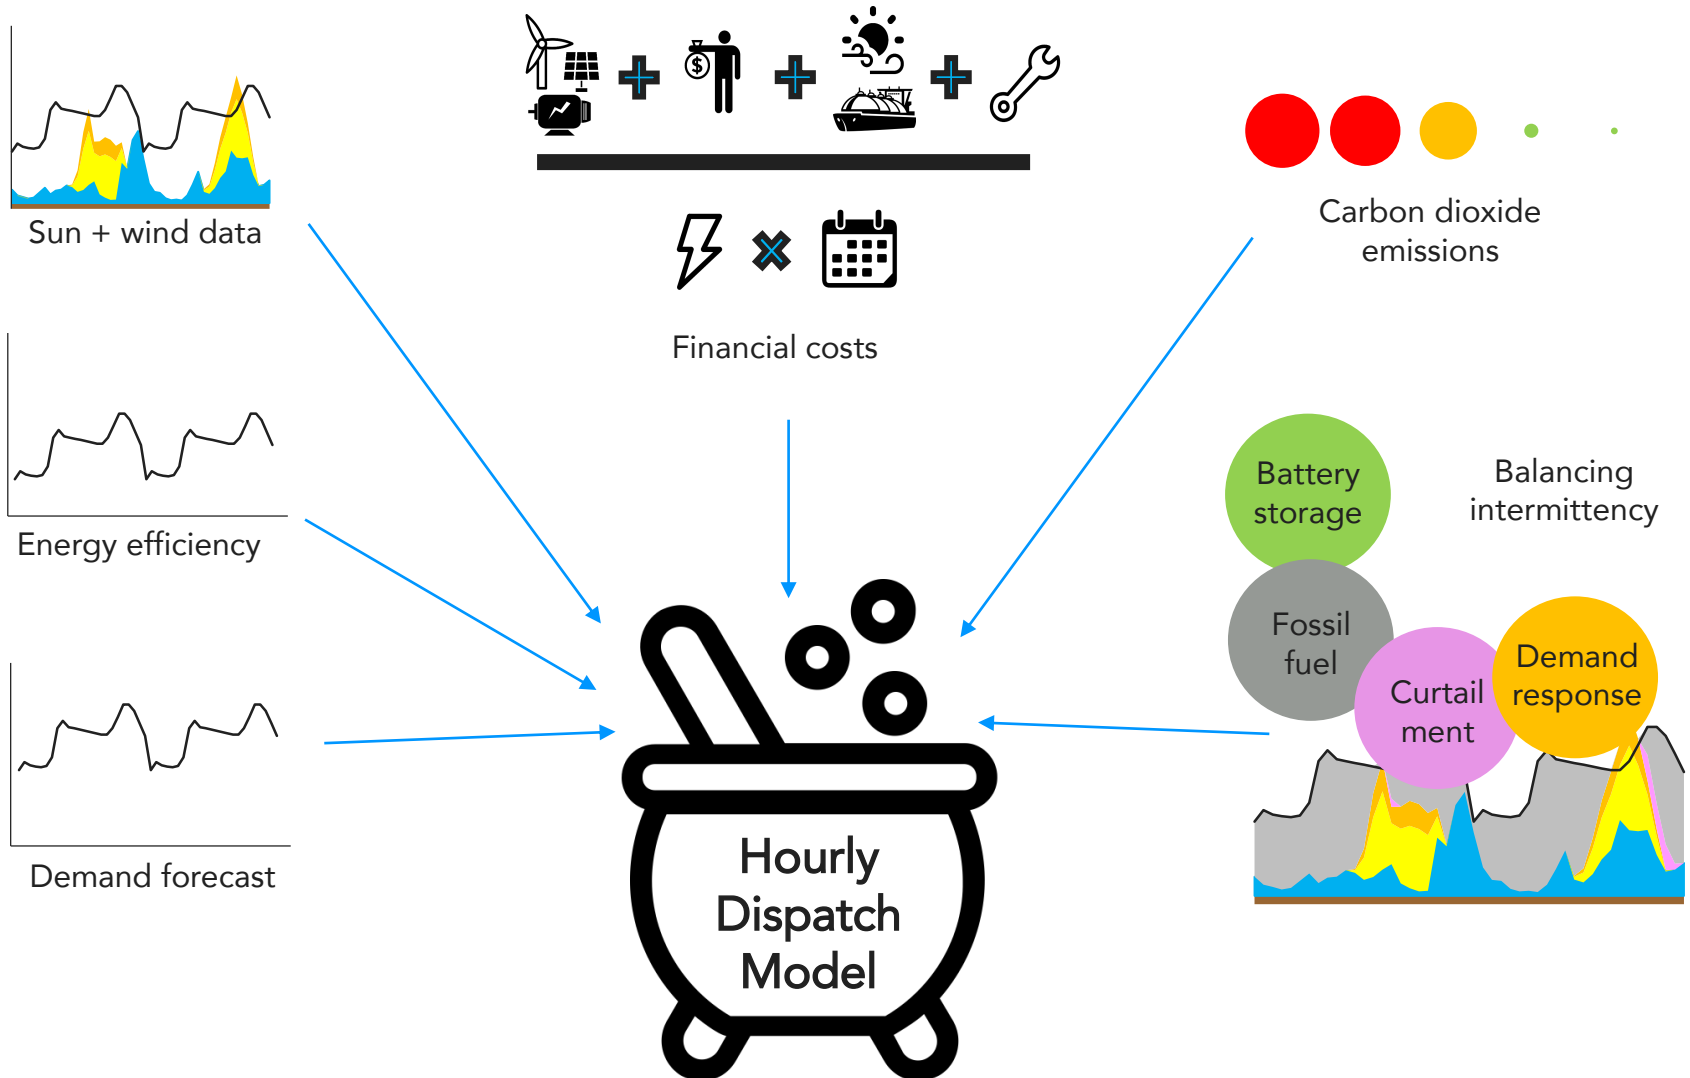 $
Sun + wind data
Financial costs
Carbon dioxide
emissions
Energy efficiency
Battery
storage
Balancing
intermittency
Fossil
fuel
Curtail
ment
Demand
response
Demand forecast
Hourly
Dispatch
Model